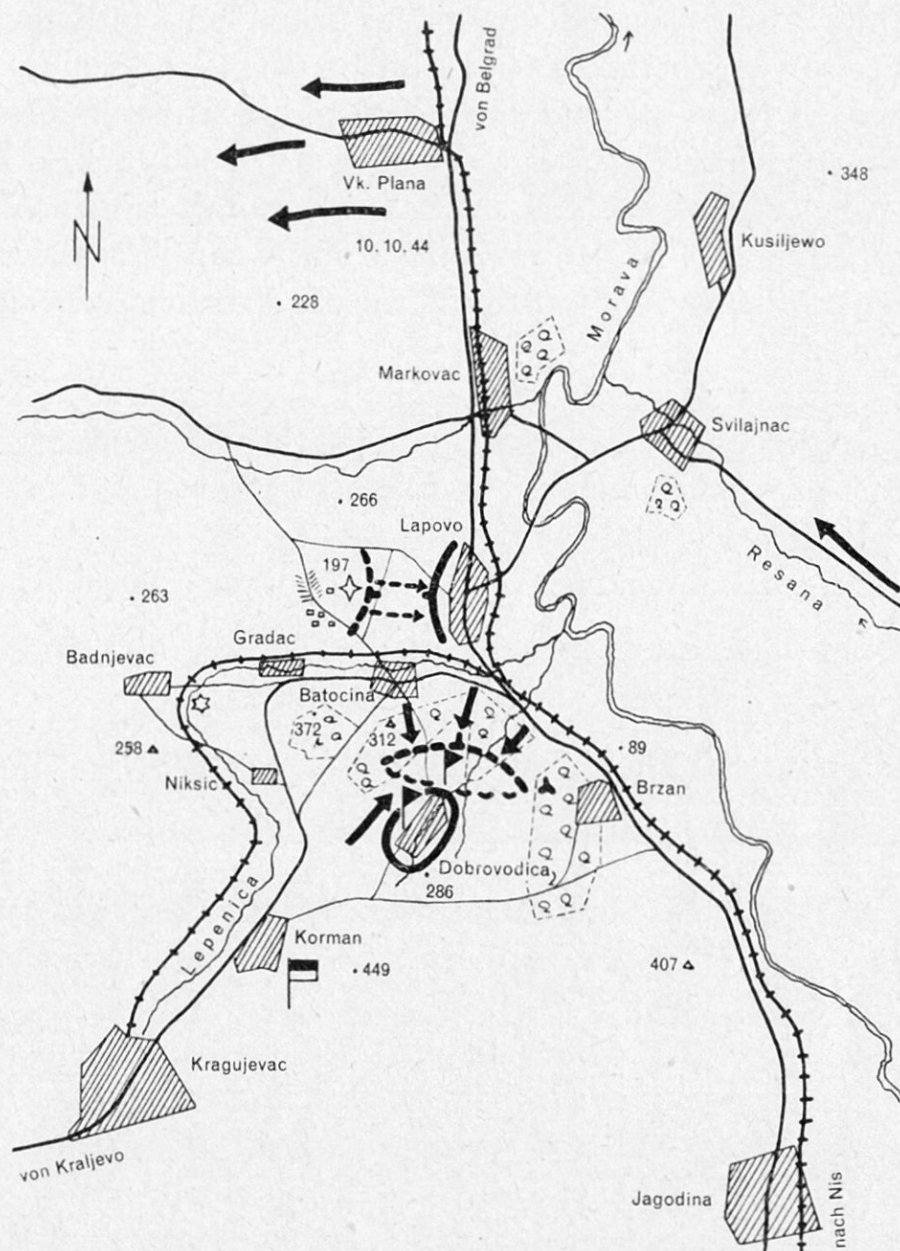 von Belgrad
Vk. Plana
N
10. 10. 44
348
Kusiljewo
228
Morava
Markovac
Svilajnac
266
Lapovo
Resana
197
263
Gradac
Badnjevac
Batocina
372
312
258
89
Niksic
Brzan
Dobrovodica
286
Lepenica
Korman
449
407
Kragujevac
von Kraljevo
Jagodina
nach Nis